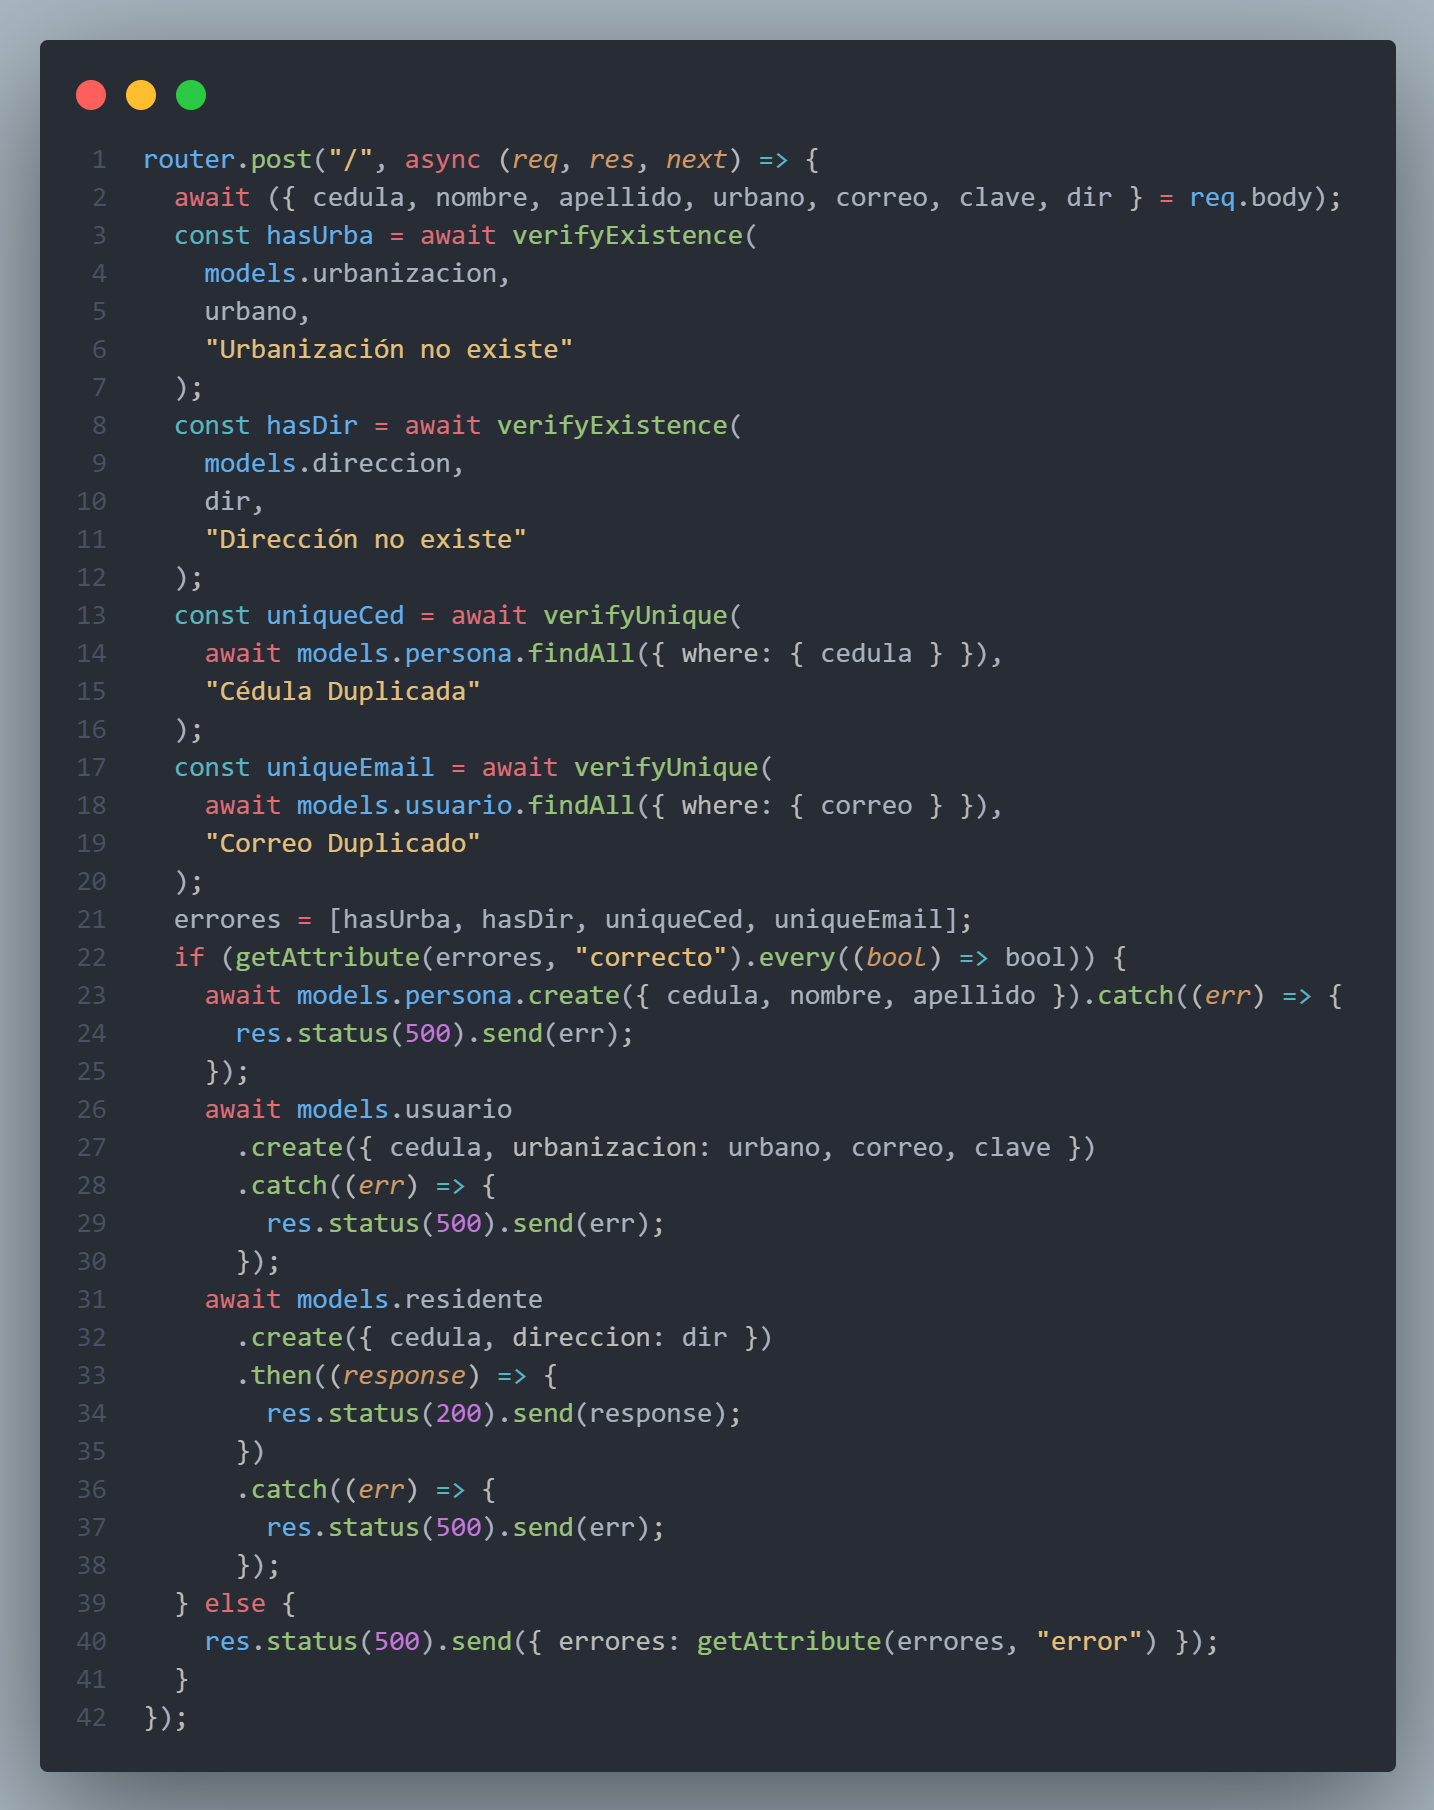 1 router.post("/", async (req, res, next) => {
2   await ({ cedula, nombre, apellido, urbano, correo, clave, dir } = req.body);
3   const hasUrba = await verifyExistence(
4     models.urbanizacion,
5     urbano,
6     "Urbanización no existe"
7   );
8   const hasDir = await verifyExistence(
9     models.direccion,
10     dir,
11     "Dirección no existe"
12   );
13   const uniqueCed = await verifyUnique(
14     await models.persona.findAll({ where: { cedula } }),
15     "Cédula Duplicada"
16   );
17   const uniqueEmail = await verifyUnique(
18     await models.usuario.findAll({ where: { correo } }),
19     "Correo Duplicado"
20   );
21   errores = [hasUrba, hasDir, uniqueCed, uniqueEmail];
22   if (getAttribute(errores, "correcto").every((bool) => bool)) {
23     await models.persona.create({ cedula, nombre, apellido }).catch((err) => {
24       res.status(500).send(err);
25     });
26     await models.usuario
27       .create({ cedula, urbanizacion: urbano, correo, clave })
28       .catch((err) => {
29         res.status(500).send(err);
30       });
31     await models.residente
32       .create({ cedula, direccion: dir })
33       .then((response) => {
34         res.status(200).send(response);
35       })
36       .catch((err) => {
37         res.status(500).send(err);
38       });
39   } else {
40     res.status(500).send({ errores: getAttribute(errores, "error") });
41   }
42 });